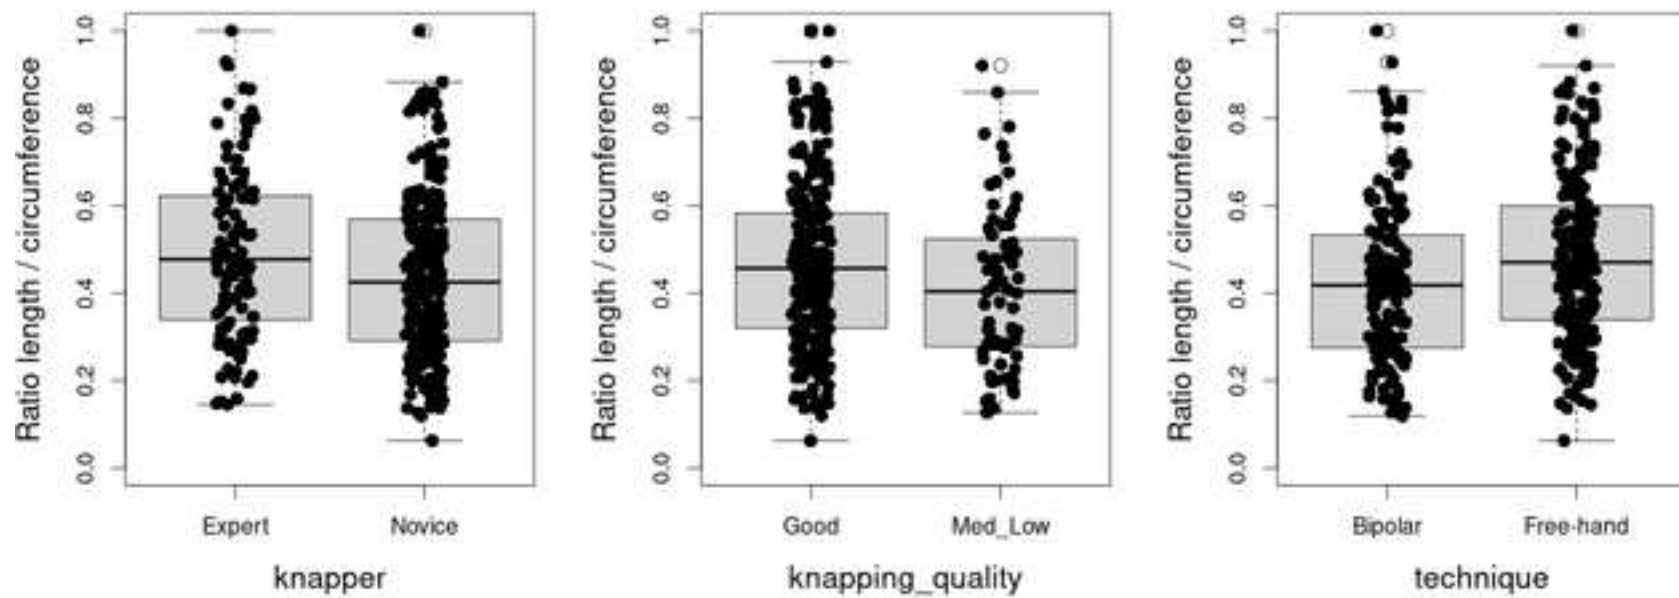 Ratio length / circumference
1.0
0.8
0.6
0.4
0.2
0.0
Expert
Novice
knapper
Ratio length / circumference
1.0
0.8
0.6
0.4
0.2
0.0
Good
Med_Low
knapping_quality
Ratio length / circumference
1.0
0.8
0.6
0.4
0.2
0.0
Bipolar
Free-hand
technique